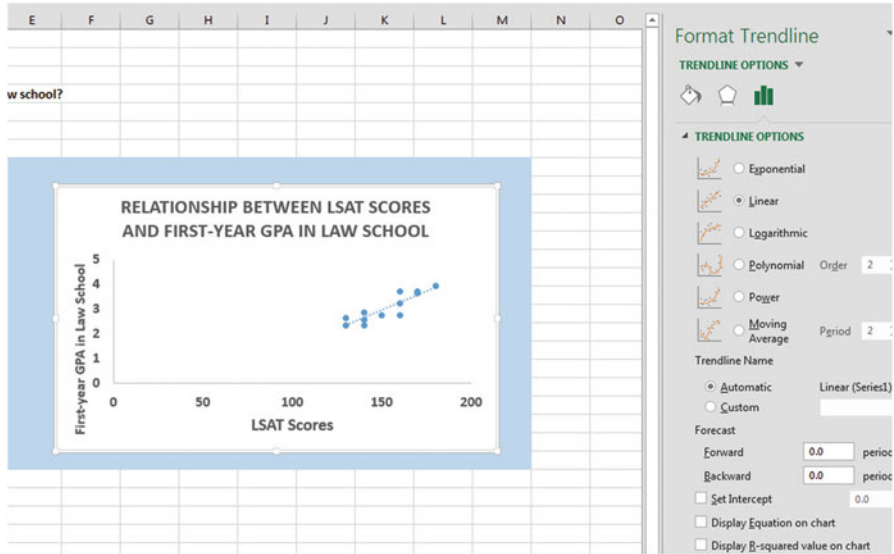 E F G H I J K L M N O
w school?
RELATIONSHIP BETWEEN LSAT SCORES
AND FIRST-YEAR GPA IN LAW SCHOOL
First-year GPA in Law School
5
4
3
2
1
0
0 50 100 150 200
LSAT Scores
Format Trendline
TRENDLINE OPTIONS
TRENDLINE OPTIONS
Exponential
Linear
Logarithmic
Polynomial Order 2
Power
Moving
Average
Period 2
Trendline Name
Automatic Linear (Series1)
Custom
Forecast
Forward 0.0 perioc
Backward 0.0 perioc
Set Intercept 0.0
Display Equation on chart
Display R-squared value on chart